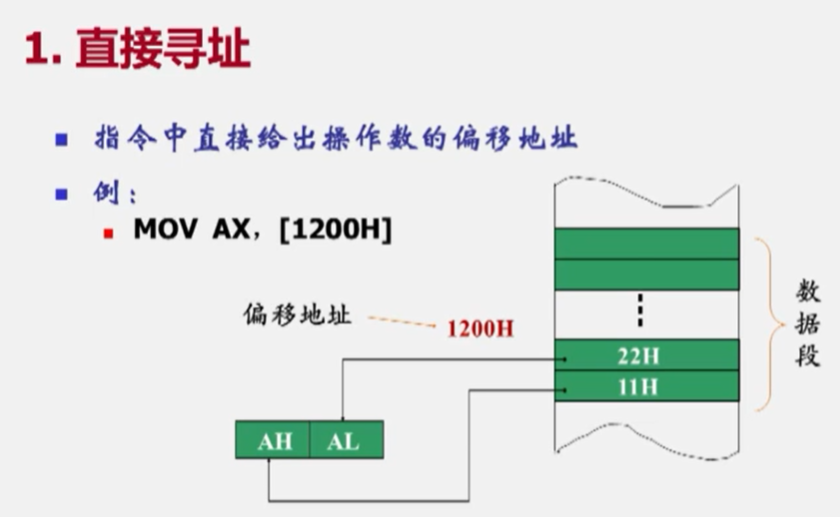 1. 直接寻址
指令中直接给出操作数的偏移地址
例：
MOV AX，[1200H]
偏移地址
1200H
22H
11H
数据段
AH AL